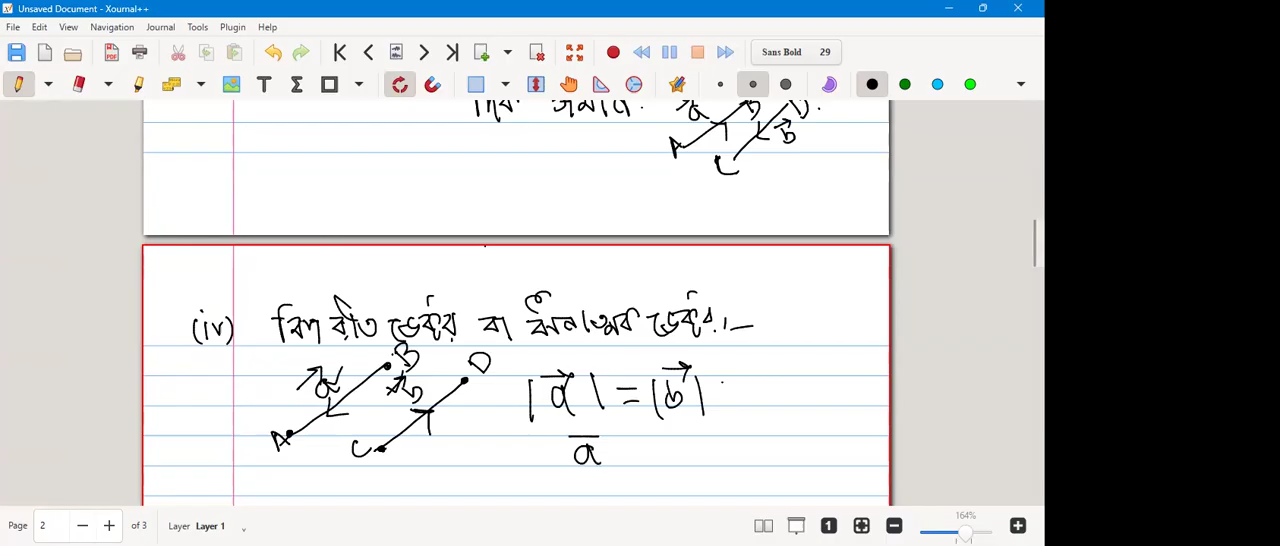 Unsaved Document - Xournal++
File Edit View Navigation Journal Tools Plugin Help
Sans Bold 29
a B D
A b
C
(iv) বিপরীত ভেক্টর বা ঋণাত্মক ভেক্টর।—
B D
a b |a⃗| = |b⃗|
A C a
Page 2 of 3 Layer Layer 1 164%